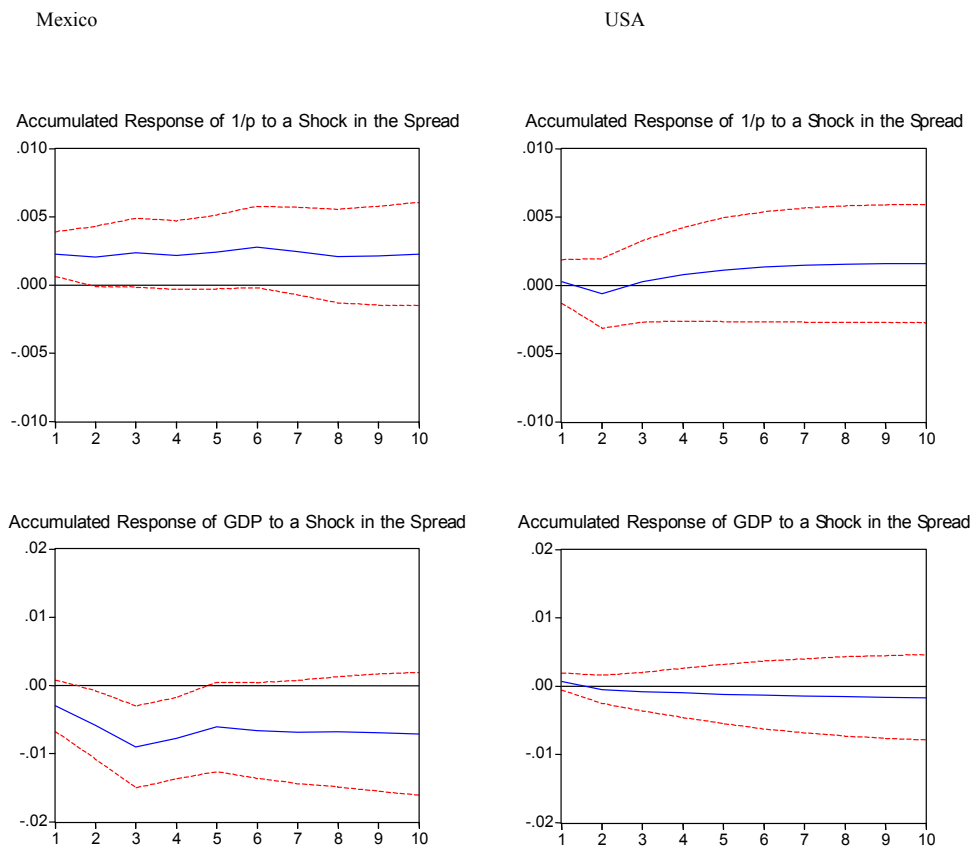 Mexico
USA
Accumulated Response of 1/p to a Shock in the Spread
.010
.005
.000
-.005
-.010
1 2 3 4 5 6 7 8 9 10
Accumulated Response of 1/p to a Shock in the Spread
.010
.005
.000
-.005
-.010
1 2 3 4 5 6 7 8 9 10
Accumulated Response of GDP to a Shock in the Spread
.02
.01
.00
-.01
-.02
1 2 3 4 5 6 7 8 9 10
Accumulated Response of GDP to a Shock in the Spread
.02
.01
.00
-.01
-.02
1 2 3 4 5 6 7 8 9 10